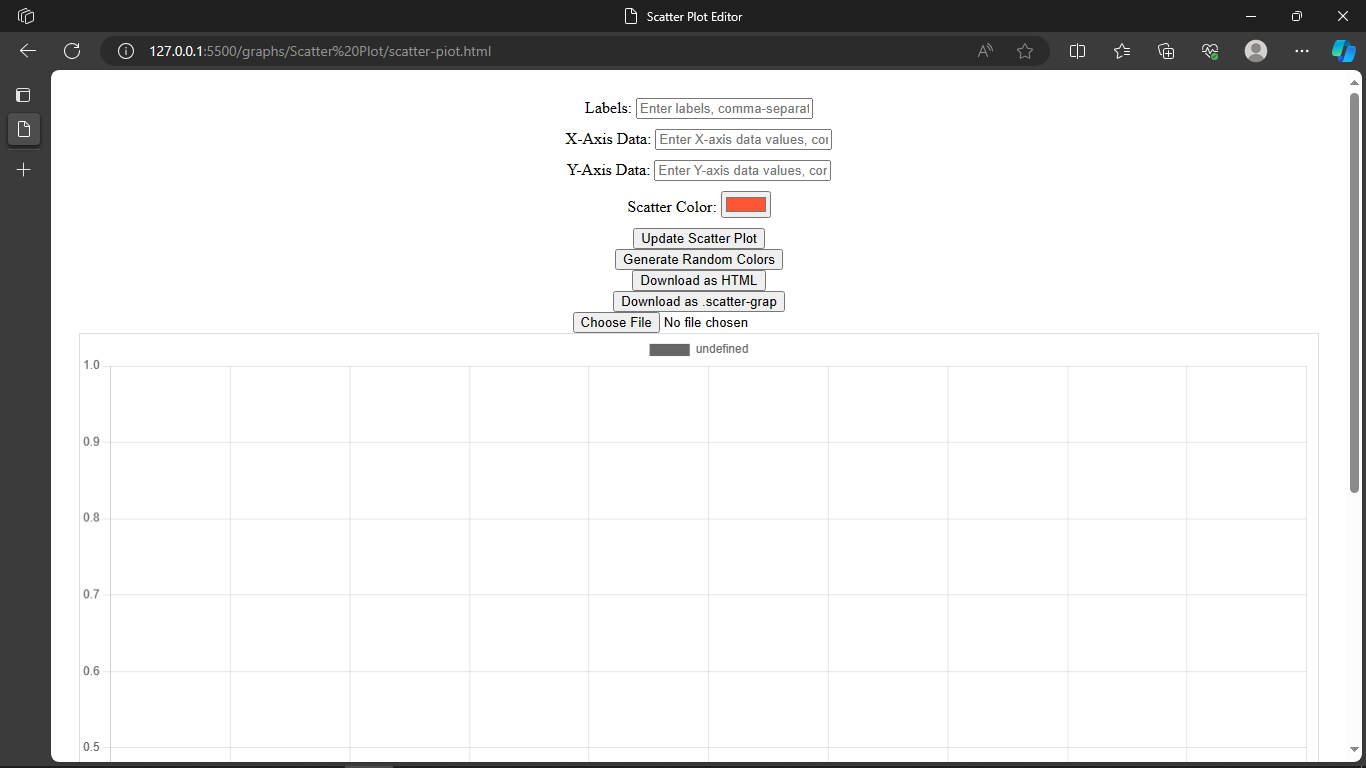 Scatter Plot Editor
127.0.0.1:5500/graphs/Scatter%20Plot/scatter-piot.html
Labels: Enter labels, comma-separat
X-Axis Data: Enter X-axis data values, co
Y-Axis Data: Enter Y-axis data values, cor
Scatter Color:
Update Scatter Plot
Generate Random Colors
Download as HTML
Download as .scatter-grap
Choose File No file chosen
undefined
1.0
0.9
0.8
0.7
0.6
0.5